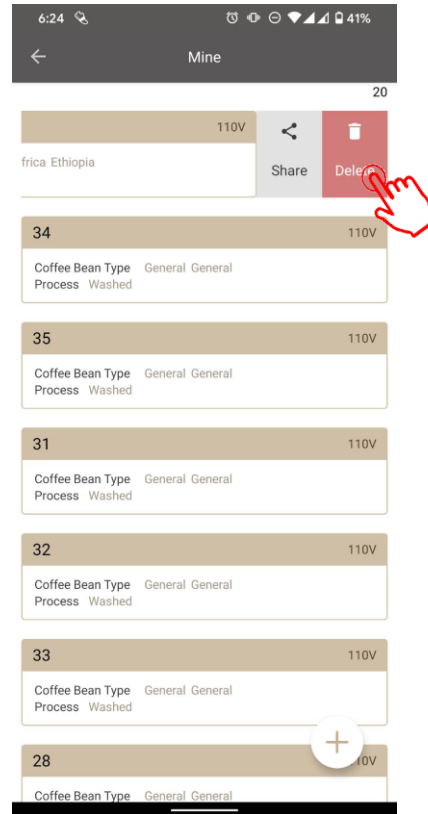 6:24 41%
Mine
20
110V
frica Ethiopia
Share Delete
34 110V
Coffee Bean Type General General
Process Washed
35 110V
Coffee Bean Type General General
Process Washed
31 110V
Coffee Bean Type General General
Process Washed
32 110V
Coffee Bean Type General General
Process Washed
33 110V
Coffee Bean Type General General
Process Washed
28 10V
Coffee Bean Type General General